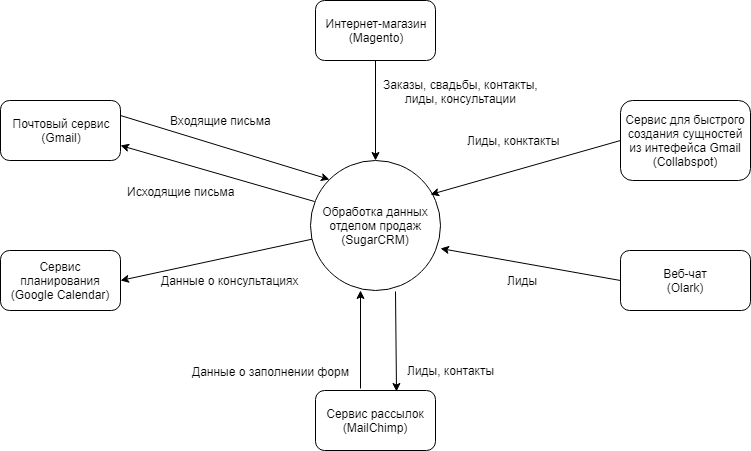 Интернет-магазин
(Magento)
Заказы, свадьбы, контакты,
лиды, консультации
Почтовый сервис
(Gmail)
Входящие письма
Исходящие письма
Лиды, конктакты
Сервис для быстрого
создания сущностей
из интефейса Gmail
(Collabspot)
Обработка данных
отделом продаж
(SugarCRM)
Сервис
планирования
(Google Calendar)
Данные о консультациях
Лиды
Веб-чат
(Olark)
Данные о заполнении форм
Лиды, контакты
Сервис рассылок
(MailChimp)